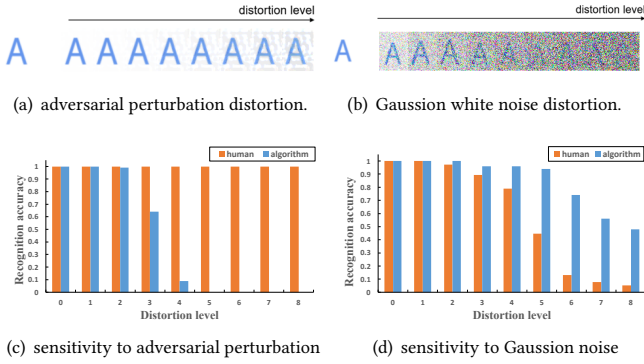 distortion level
A A A A A A A A A
(a) adversarial perturbation distortion.
distortion level
A A A A A
(b) Gaussion white noise distortion.
human algorithm
Recognition accuracy
1
0.9
0.8
0.7
0.6
0.5
0.4
0.3
0.2
0.1
0
0 1 2 3 4 5 6 7 8
Distortion level
(c) sensitivity to adversarial perturbation
human algorithm
Recognition accuracy
1
0.9
0.8
0.7
0.6
0.5
0.4
0.3
0.2
0.1
0
0 1 2 3 4 5 6 7 8
Distortion level
(d) sensitivity to Gaussion noise